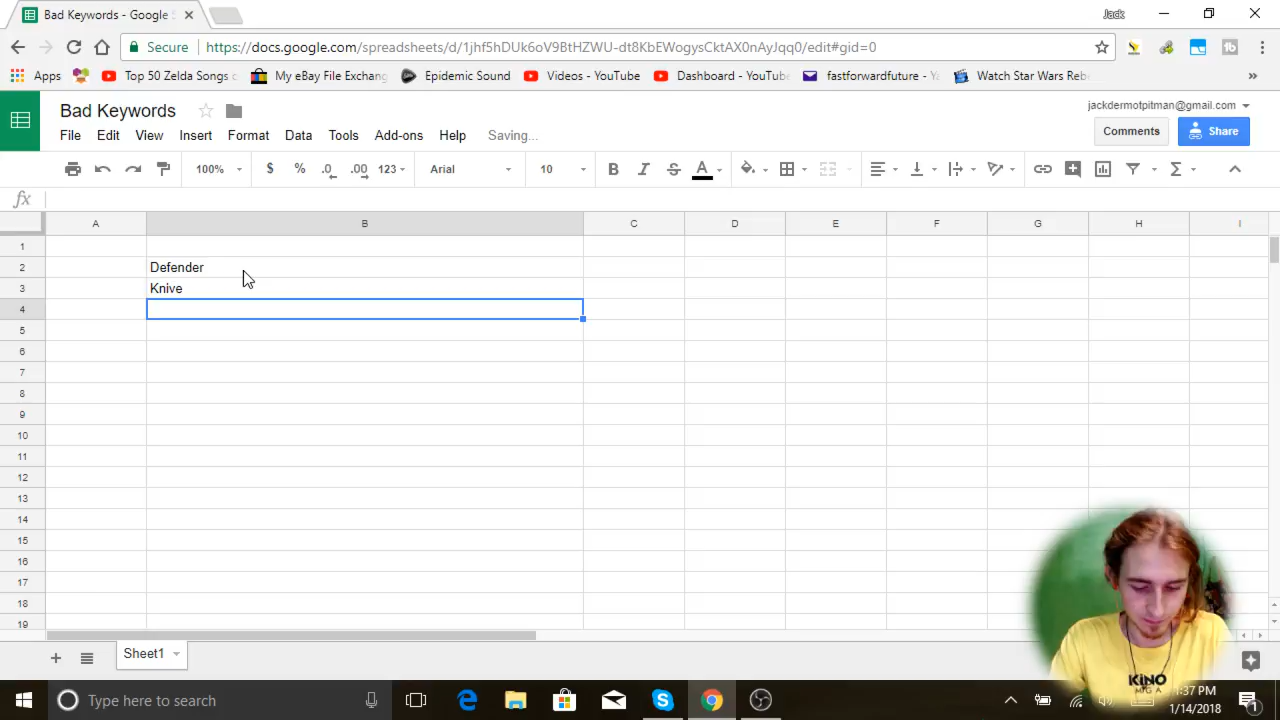 Bad Keywords - Google
Jack
Secure https://docs.google.com/spreadsheets/d/1jhf5htDUk6oV9BtHZWU-dt8KbEWogysCktAX0nAyJqq0/edit#gid=0
Apps Top 50 Zelda Songs My eBay File Exchang Epidemic Sound Videos - YouTube Dashboard - YouTube fastforwardfuture - Y Watch Star Wars Reb »
Bad Keywords
jackdermotpitman@gmail.com
File Edit View Insert Format Data Tools Add-ons Help Saving...
Comments Share
100% $ % .0 .00 123 Arial 10 B I S A Σ
fx
A B C D E F G H I
1
2 Defender
3 Knive
4
5
6
7
8
9
10
11
12
13
14
15
16
17
18
19
Sheet1
KINO
MIGA
Type here to search
1:37 PM
1/14/2018
1